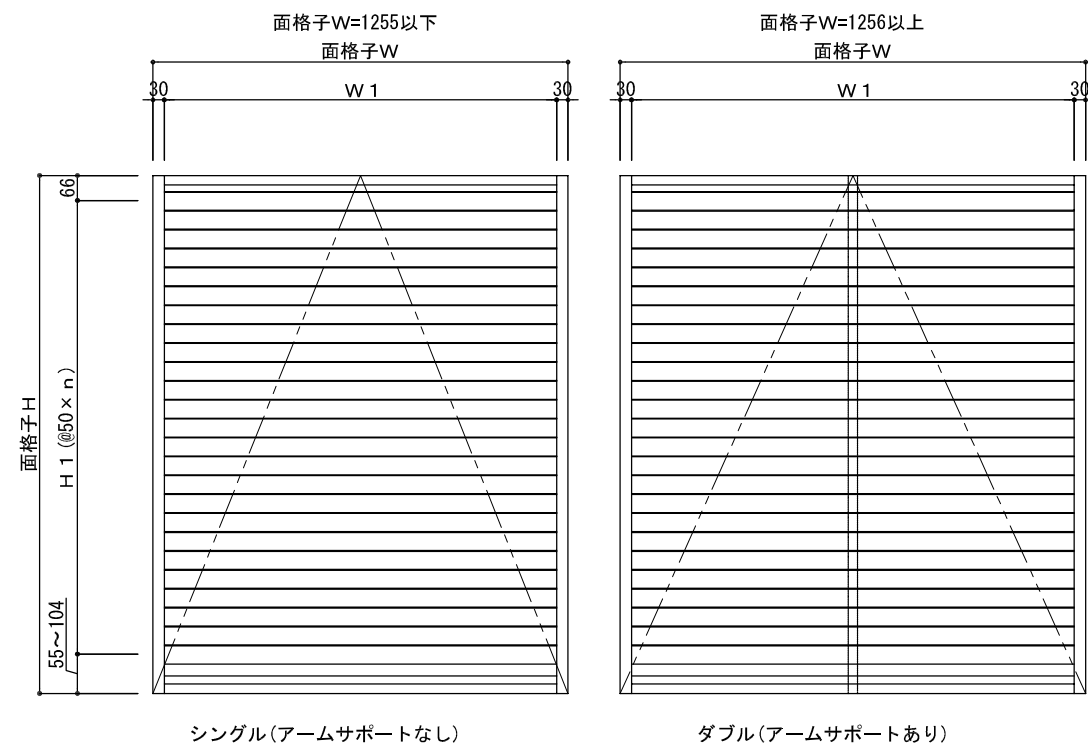 面格子W=1255以下
面格子W
30
W1
30
面格子W=1256以上
面格子W
30
W1
30
66
H1(@50×n)
面格子H
55~104
シングル(アームサポートなし)
ダブル(アームサポートあり)